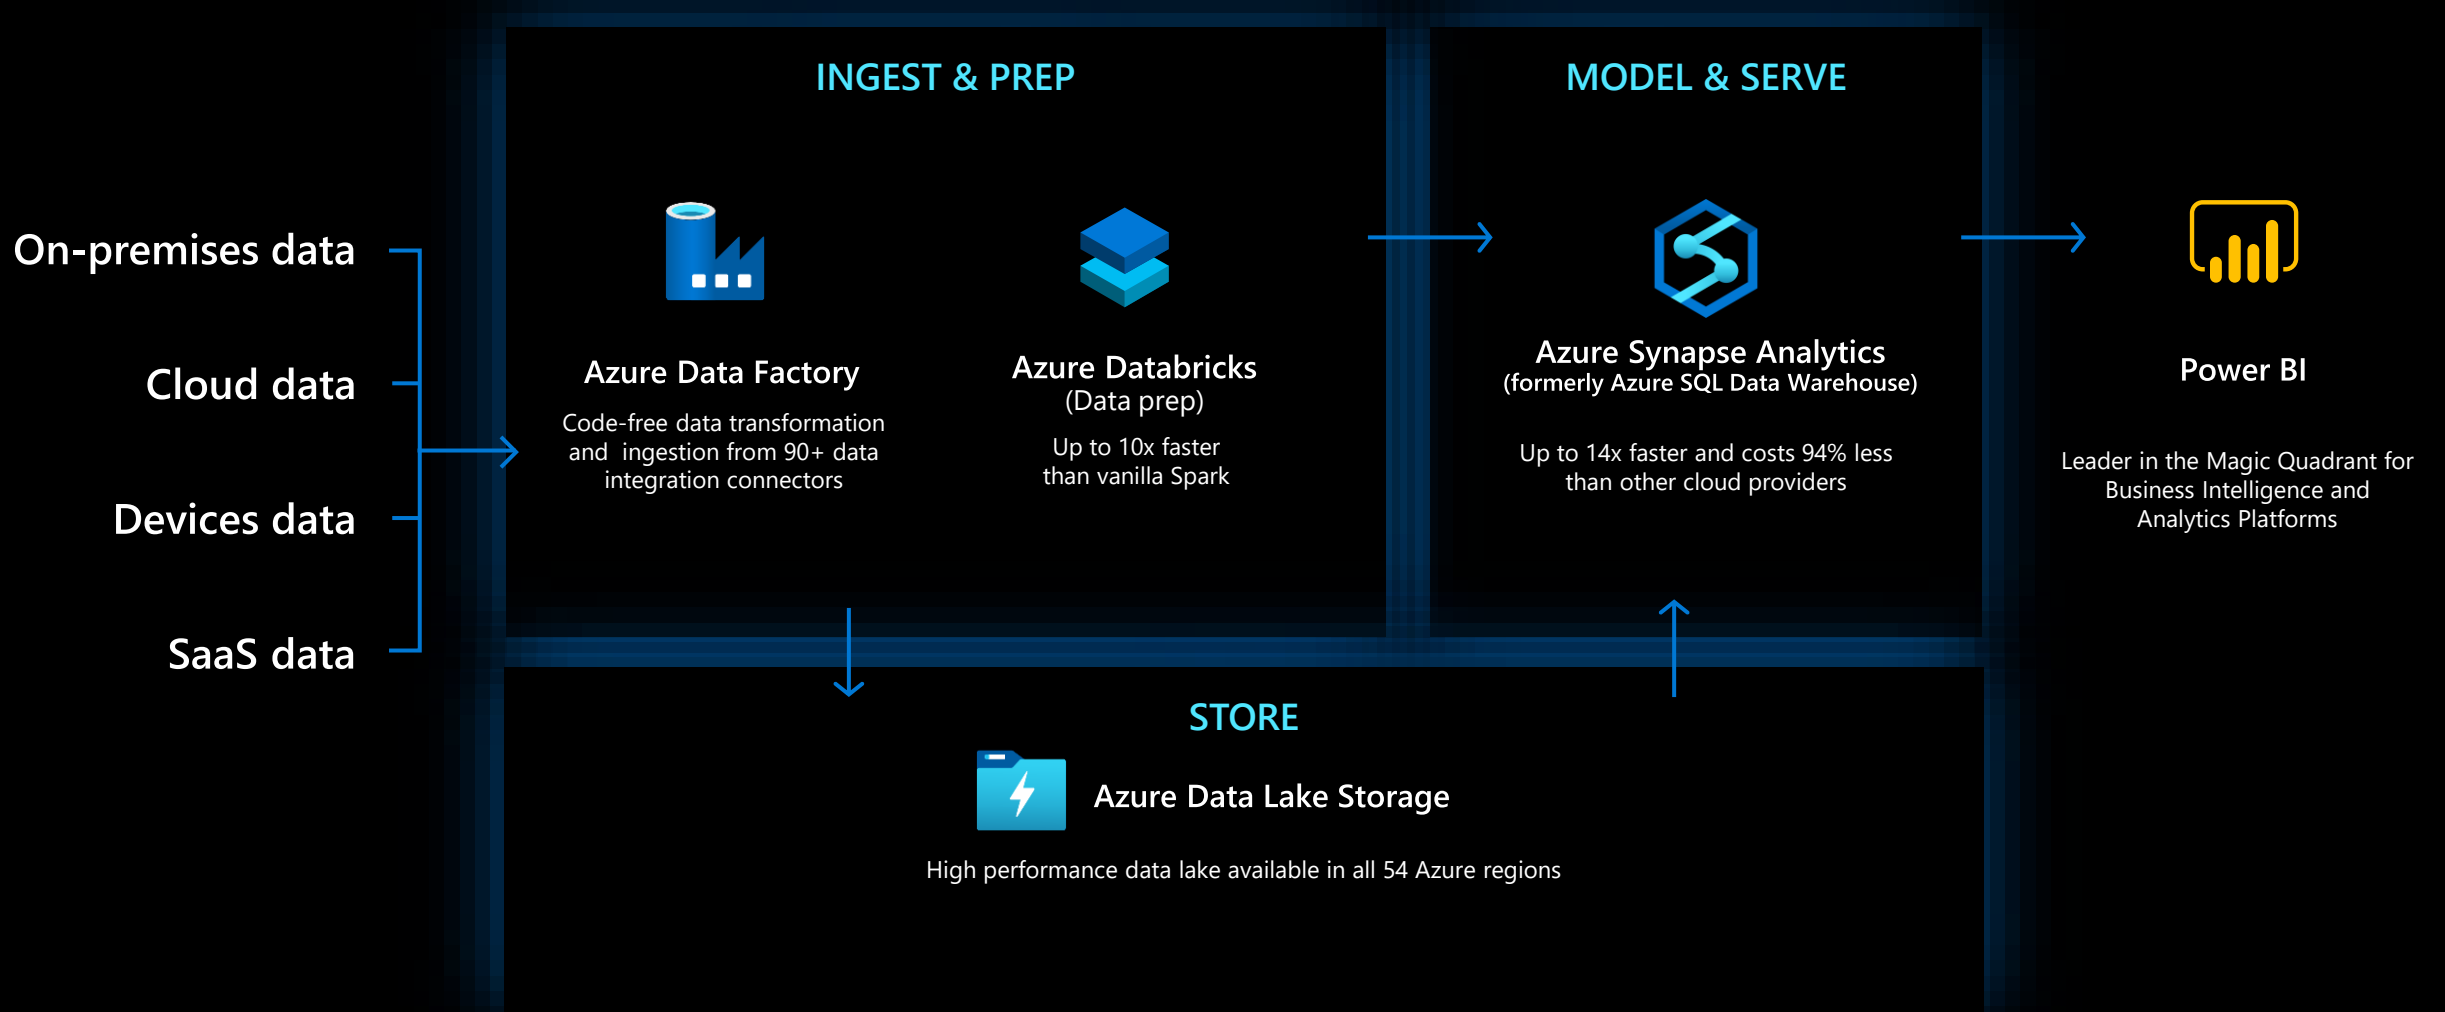 INGEST & PREP
MODEL & SERVE
On-premises data
Cloud data
Devices data
SaaS data
Azure Data Factory
Code-free data transformation
and  ingestion from 90+ data
integration connectors
Azure Databricks
(Data prep)
Up to 10x faster
than vanilla Spark
Azure Synapse Analytics
(formerly Azure SQL Data Warehouse)
Up to 14x faster and costs 94% less
than other cloud providers
Power BI
Leader in the Magic Quadrant for
Business Intelligence and
Analytics Platforms
STORE
Azure Data Lake Storage
High performance data lake available in all 54 Azure regions